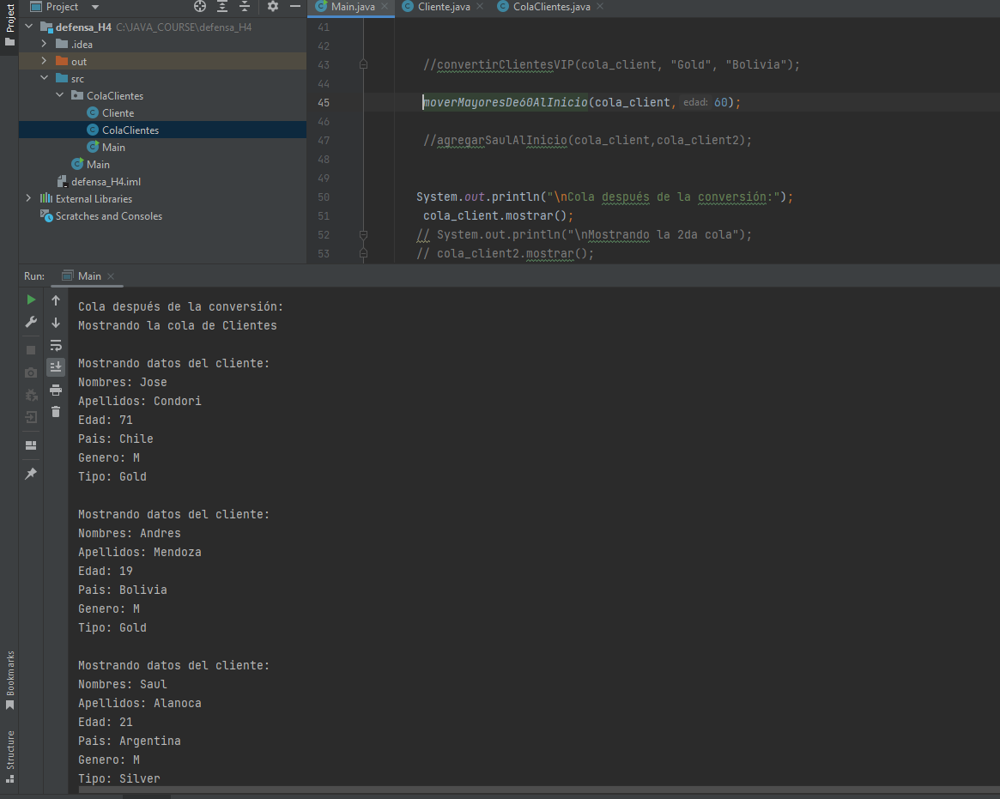 Project
Project
defensa_H4 C:\JAVA_COURSE\defensa_H4
.idea
out
src
ColaClientes
Cliente
ColaClientes
Main
Main
defensa_H4.iml
External Libraries
Scratches and Consoles
Main.java
Cliente.java
ColaClientes.java
41
42
43 //convertirClientesVIP(cola_client, "Gold", "Bolivia");
44
45 moverMayoresDe60AlInicio(cola_client, edad: 60);
46
47 //agregarSaulAlInicio(cola_client,cola_client2);
48
49
50 System.out.println("\nCola después de la conversión:");
51 cola_client.mostrar();
52 // System.out.println("\nMostrando la 2da cola");
53 // cola_client2.mostrar();
Run: Main
Cola después de la conversión:
Mostrando la cola de Clientes
Mostrando datos del cliente:
Nombres: Jose
Apellidos: Condori
Edad: 71
Pais: Chile
Genero: M
Tipo: Gold
Mostrando datos del cliente:
Nombres: Andres
Apellidos: Mendoza
Edad: 19
Pais: Bolivia
Genero: M
Tipo: Gold
Mostrando datos del cliente:
Nombres: Saul
Apellidos: Alanoca
Edad: 21
Pais: Argentina
Genero: M
Tipo: Silver
Bookmarks
Structure